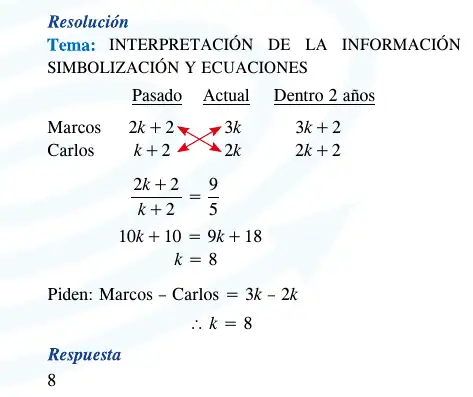 Resolución
Tema: INTERPRETACIÓN DE LA INFORMACIÓN
SIMBOLIZACIÓN Y ECUACIONES
Pasado Actual Dentro 2 años
Marcos 2k + 2 3k 3k + 2
Carlos k + 2 2k 2k + 2
2k + 2 / k + 2 = 9 / 5
10k + 10 = 9k + 18
k = 8
Piden: Marcos – Carlos = 3k – 2k
∴ k = 8
Respuesta
8